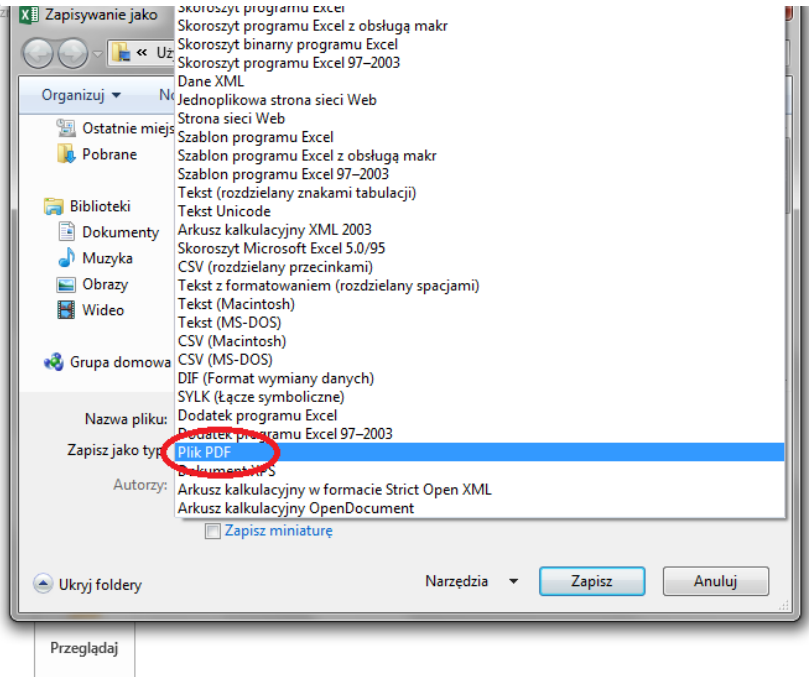 Zapisywanie jako
Skoroszyt programu Excel
Skoroszyt programu Excel z obsługą makr
Skoroszyt binarny programu Excel
Skoroszyt programu Excel 97–2003
Dane XML
Jednoplikowa strona sieci Web
Strona sieci Web
Szablon programu Excel
Szablon programu Excel z obsługą makr
Szablon programu Excel 97–2003
Tekst (rozdzielany znakami tabulacji)
Tekst Unicode
Arkusz kalkulacyjny XML 2003
Skoroszyt Microsoft Excel 5.0/95
CSV (rozdzielany przecinkami)
Tekst z formatowaniem (rozdzielany spacjami)
Tekst (Macintosh)
Tekst (MS-DOS)
CSV (Macintosh)
CSV (MS-DOS)
DIF (Format wymiany danych)
SYLK (Łącze symboliczne)
Dodatek programu Excel
Dodatek programu Excel 97–2003
Plik PDF
Dokument XPS
Arkusz kalkulacyjny w formacie Strict Open XML
Arkusz kalkulacyjny OpenDocument
« Uż
Organizuj
Ostatnie miejs
Pobrane
Biblioteki
Dokumenty
Muzyka
Obrazy
Wideo
Grupa domowa
Nazwa pliku:
Zapisz jako typ
Autorzy:
Zapisz miniaturę
Ukryj foldery
Narzędzia
Zapisz
Anuluj
Przeglądaj